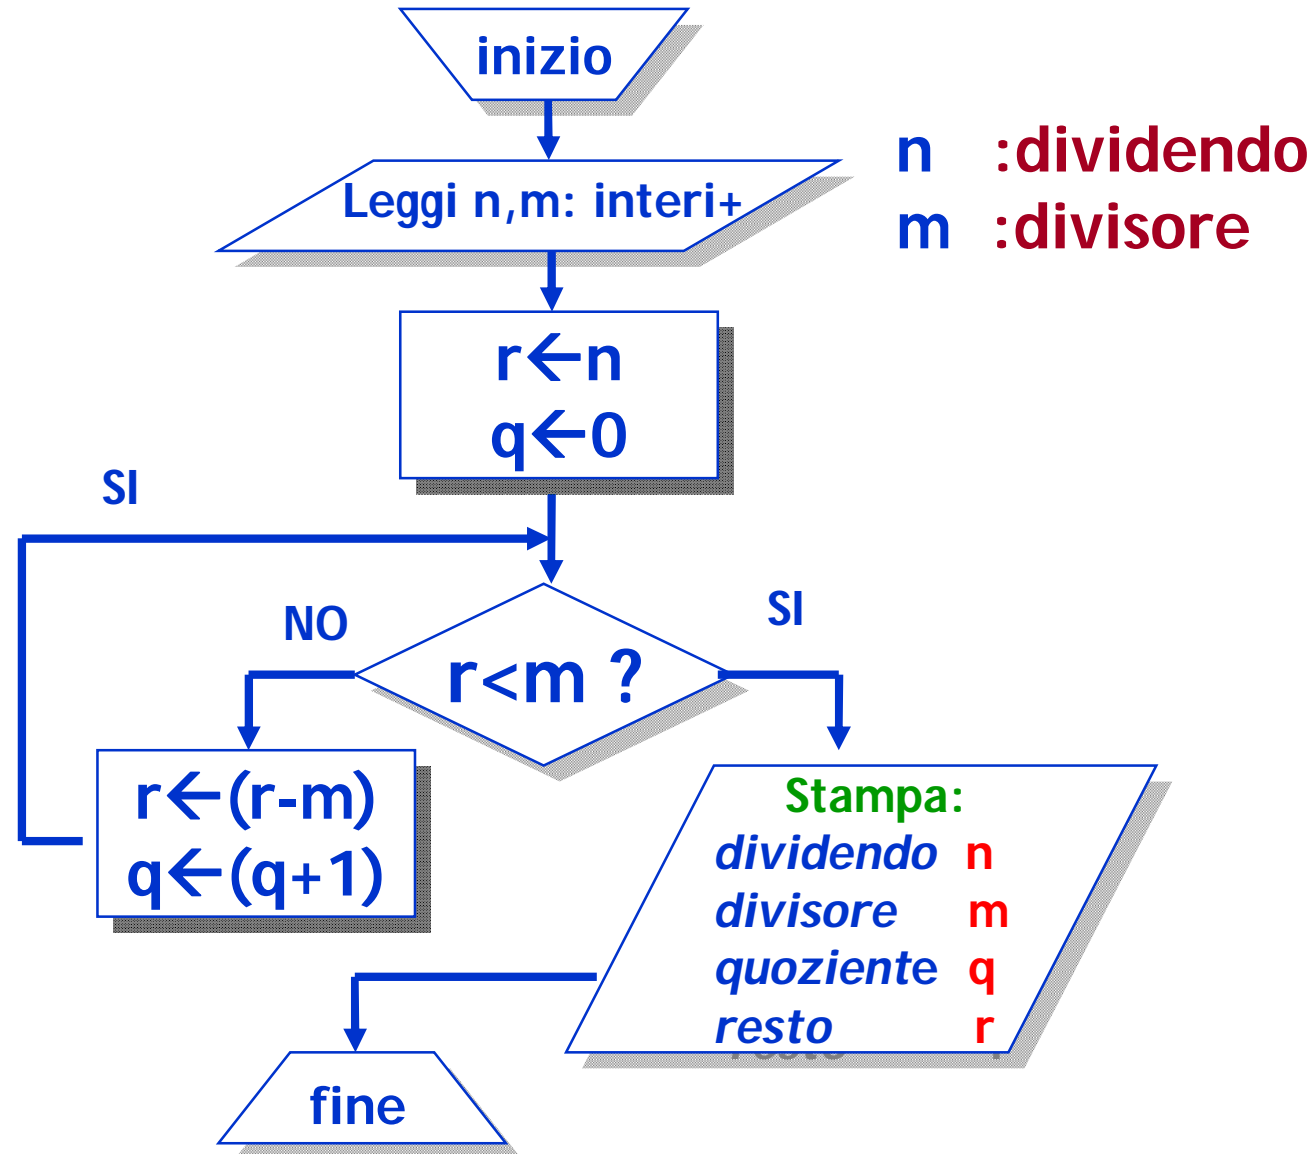 inizio
n :dividendo
Leggi n,m: interi+
m :divisore
r←n
q←0
SI
NO
SI
r<m ?
r←(r-m)
q←(q+1)
Stampa:
dividendo n
divisore m
quoziente q
resto r
fine